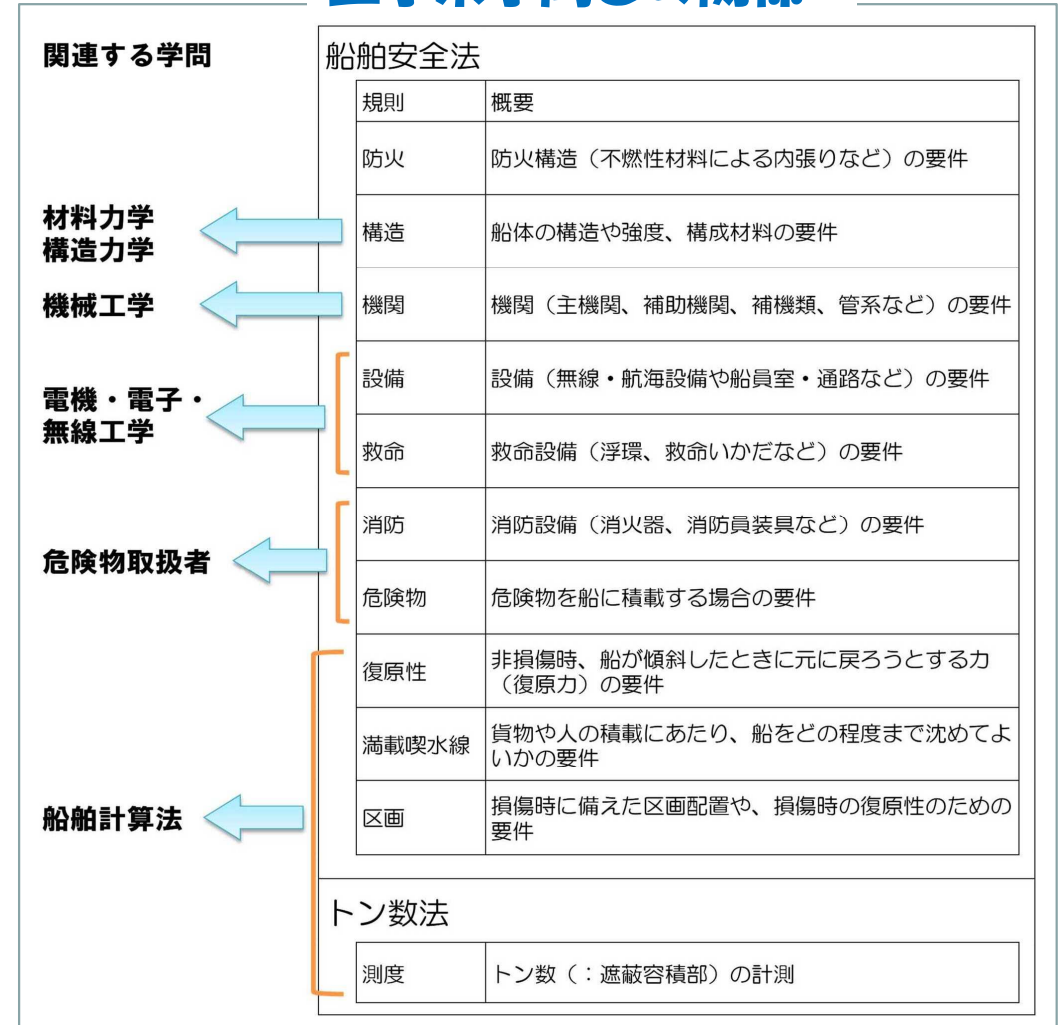 関連する学問
船舶安全法
規則 概要
防火 防火構造（不燃性材料による内張りなど）の要件
材料力学
構造力学
構造 船体の構造や強度、構成材料の要件
機械工学
機関 機関（主機関、補助機関、補機類、管系など）の要件
電機・電子・
無線工学
設備 設備（無線・航海設備や船員室・通路など）の要件
救命 救命設備（浮環、救命いかだなど）の要件
危険物取扱者
消防 消防設備（消火器、消防員装具など）の要件
危険物 危険物を船に積載する場合の要件
船舶計算法
復原性 非損傷時、船が傾斜したときに元に戻ろうとする力
（復原力）の要件
満載喫水線 貨物や人の積載にあたり、船をどの程度まで沈めてよ
いかの要件
区画 損傷時に備えた区画配置や、損傷時の復原性のための
要件
トン数法
測度 トン数（：遮蔽容積部）の計測